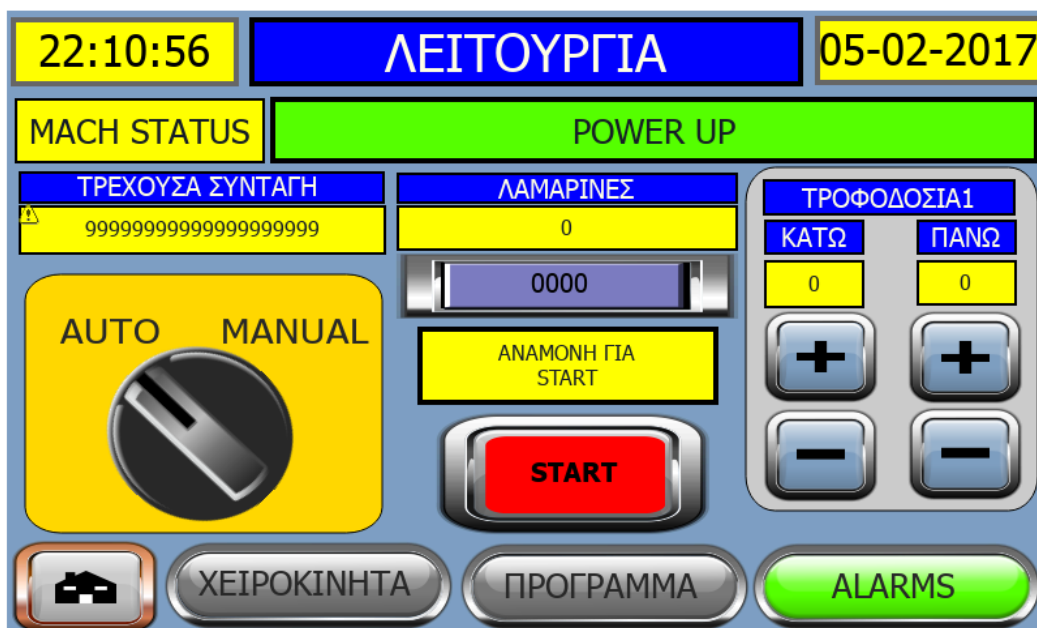 22:10:56 ΛΕΙΤΟΥΡΓΙΑ 05-02-2017
MACH STATUS POWER UP
ΤΡΕΧΟΥΣΑ ΣΥΝΤΑΓΗ
99999999999999999999
ΛΑΜΑΡΙΝΕΣ
0
0000
ΤΡΟΦΟΔΟΣΙΑ1
ΚΑΤΩ ΠΑΝΩ
0 0
+ +
− −
AUTO MANUAL
ΑΝΑΜΟΝΗ ΓΙΑ
START
START
ΧΕΙΡΟΚΙΝΗΤΑ ΠΡΟΓΡΑΜΜΑ ALARMS